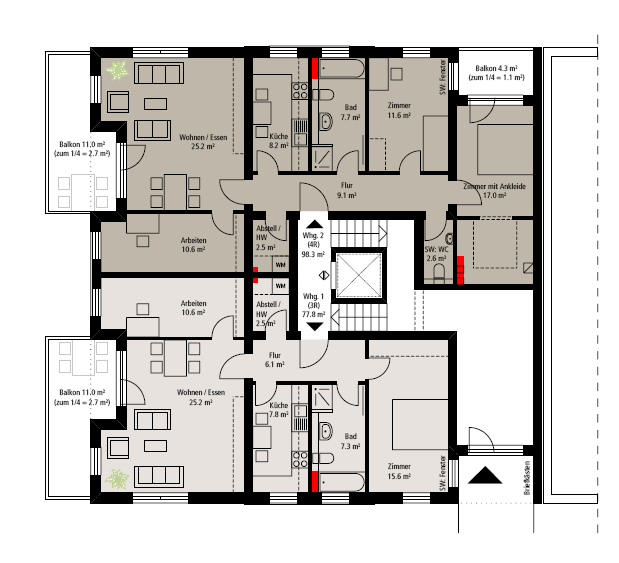 SW: Fenster
Balkon 4.3 m²
(zum 1/4 = 1.1 m²)
Bad
7.7 m²
Zimmer
11.6 m²
Wohnen / Essen
25.2 m²
Küche
8.2 m²
Balkon 11.0 m²
(zum 1/4 = 2.7 m²)
Flur
9.1 m²
Zimmer mit Ankleide
17.0 m²
Arbeiten
10.6 m²
Abstell /
HW
2.5 m²
WM
Whg. 2
(4R)
98.3 m²
SW: WC
2.6 m²
WM
Whg. 1
(3R)
77.8 m²
Arbeiten
10.6 m²
Abstell /
HW
2.5 m²
Flur
6.1 m²
Balkon 11.0 m²
(zum 1/4 = 2.7 m²)
Wohnen / Essen
25.2 m²
Küche
7.8 m²
Bad
7.3 m²
Zimmer
15.6 m²
SW: Fenster
Briefkästen